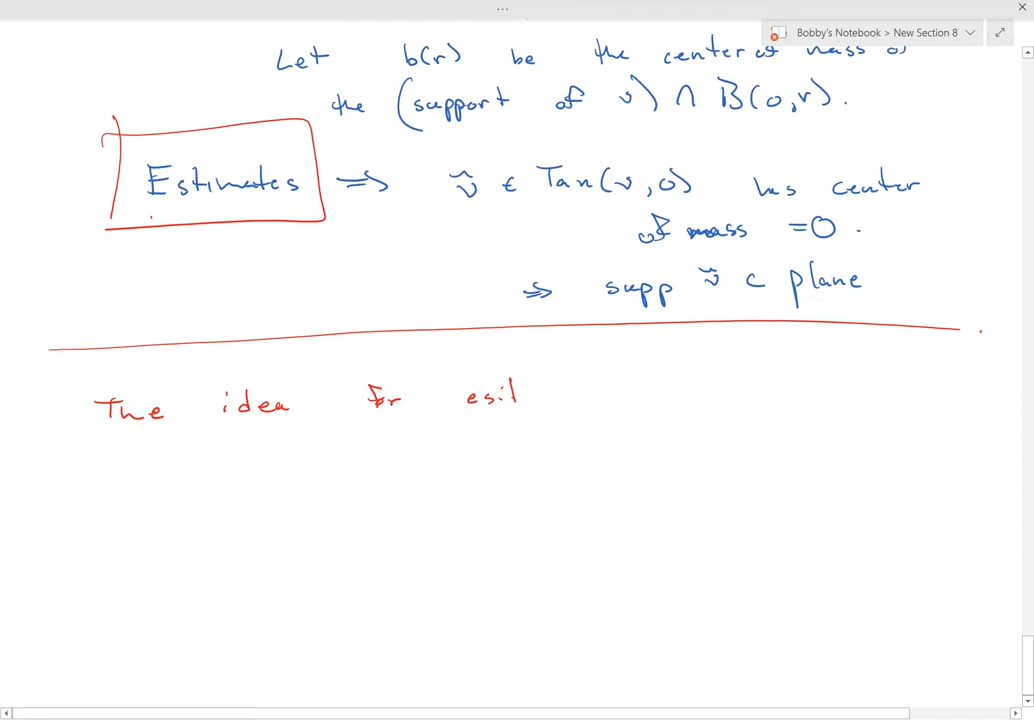 ...
Bobby's Notebook > New Section 8
Let b(r) be the center of mass of
the (support of ν) ∩ B(0,r).
Estimates ⇒ ν̃ ∈ Tan(ν,0) has center
of mass =0.
⇒ supp ν̃ ⊂ plane
The idea for esit